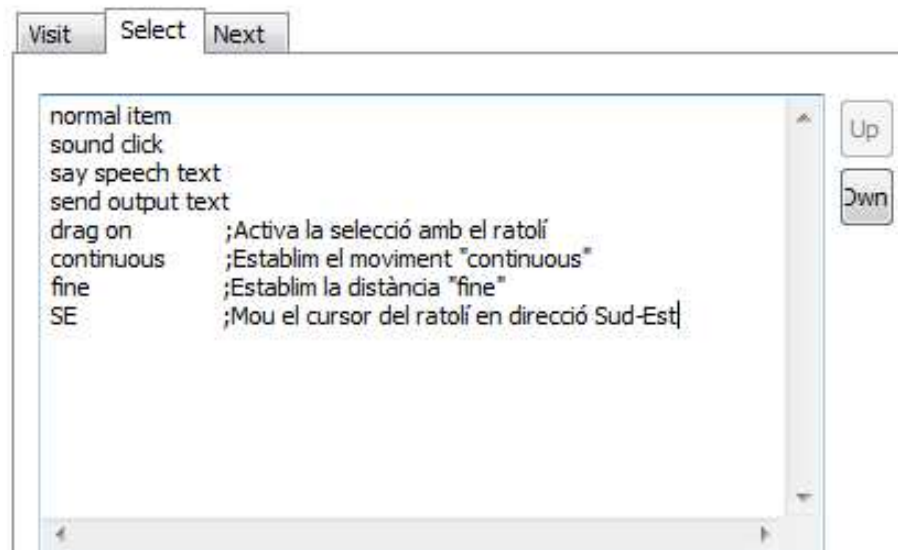 Visit Select Next
normal item
sound click
say speech text
send output text
drag on ;Activa la selecció amb el ratolí
continuous ;Establim el moviment "continuous"
fine ;Establim la distància "fine"
SE ;Mou el cursor del ratolí en direcció Sud-Est
Up
Dwn